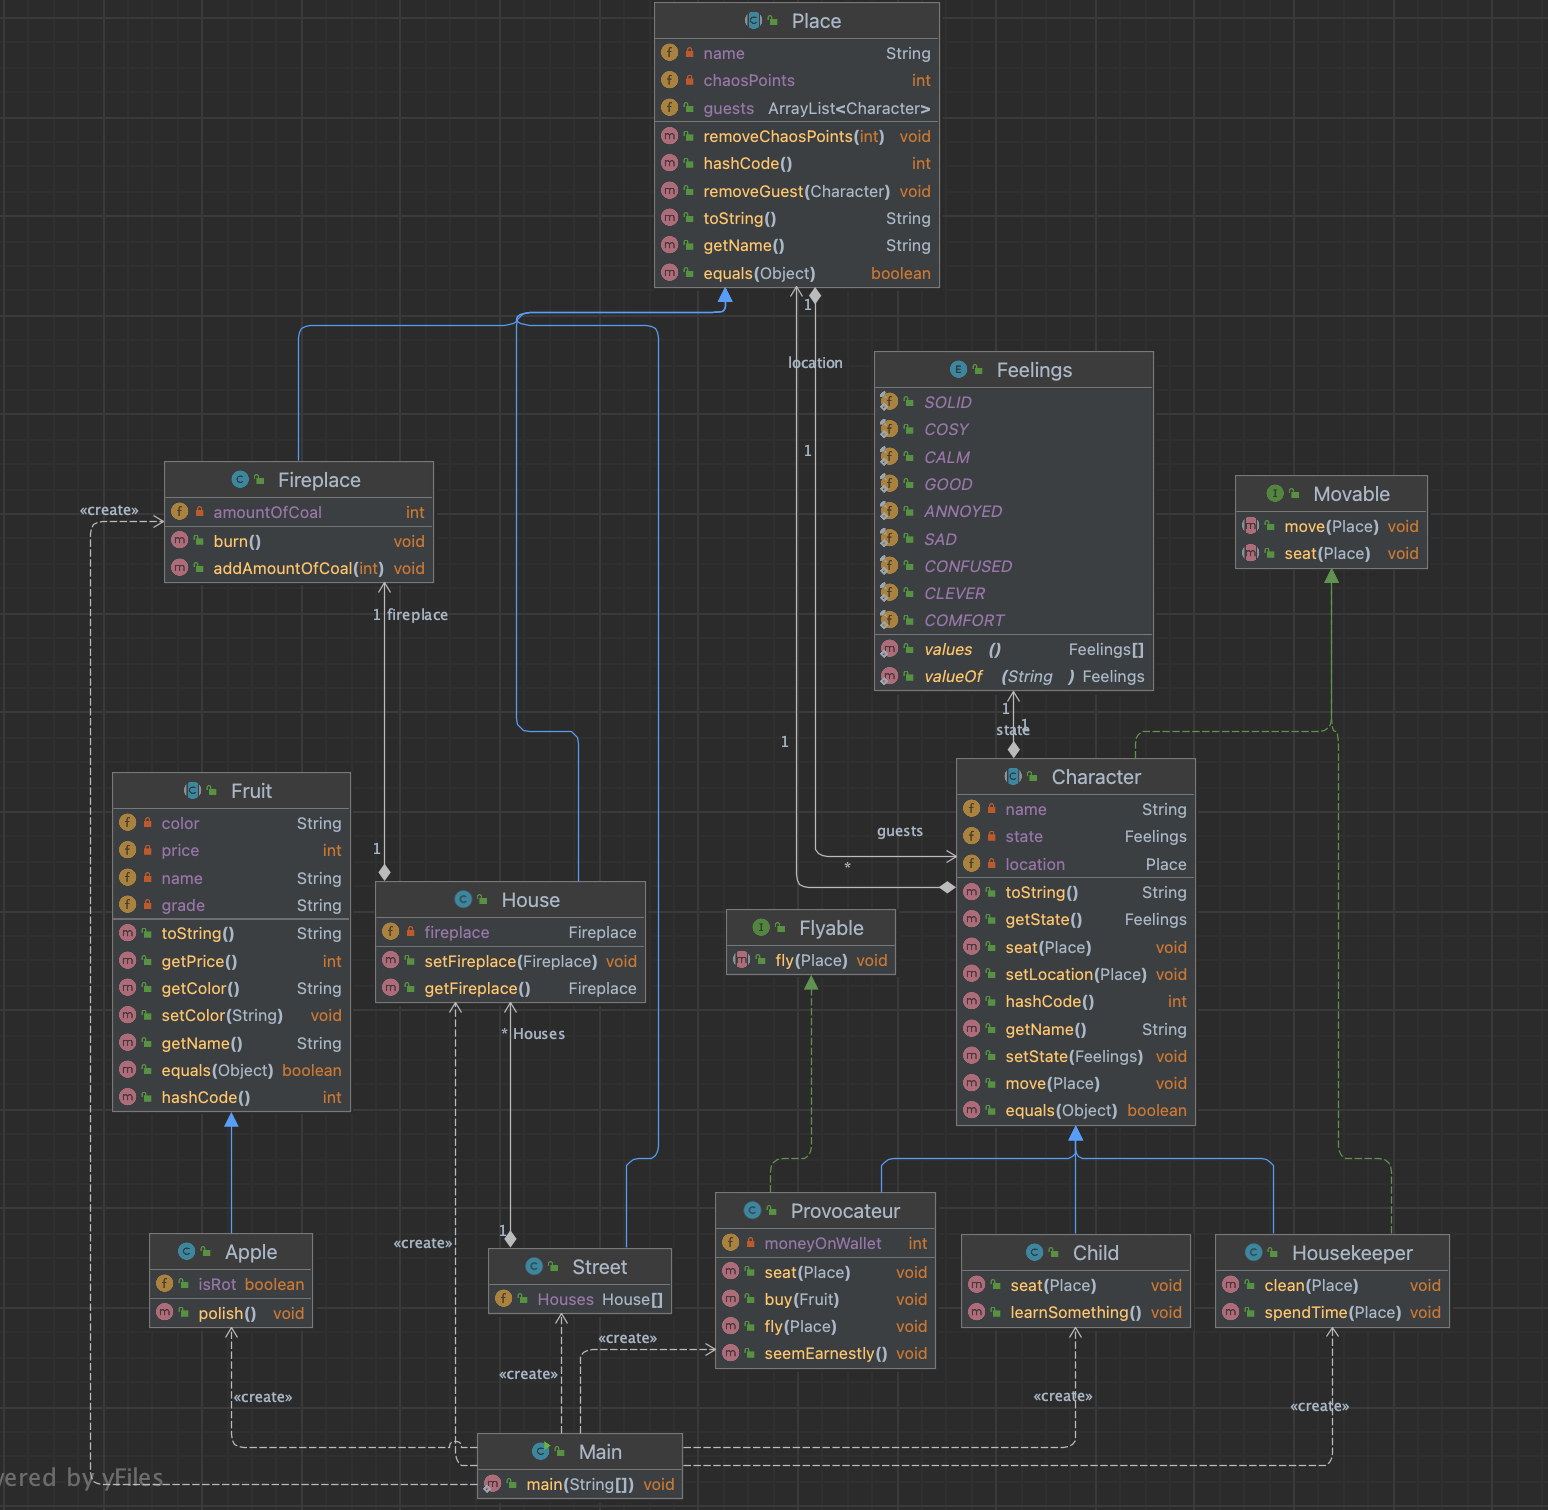 Place
name String
chaosPoints int
guests ArrayList<Character>
removeChaosPoints(int) void
hashCode() int
removeGuest(Character) void
toString() String
getName() String
equals(Object) boolean
1
location
1
1
guests
*
Feelings
SOLID
COSY
CALM
GOOD
ANNOYED
SAD
CONFUSED
CLEVER
COMFORT
values () Feelings[]
valueOf (String ) Feelings
1
1
state
Movable
move(Place) void
seat(Place) void
Fireplace
amountOfCoal int
burn() void
addAmountOfCoal(int) void
«create»
1 fireplace
1
Fruit
color String
price int
name String
grade String
toString() String
getPrice() int
getColor() String
setColor(String) void
getName() String
equals(Object) boolean
hashCode() int
House
fireplace Fireplace
setFireplace(Fireplace) void
getFireplace() Fireplace
* Houses
1
Flyable
fly(Place) void
Character
name String
state Feelings
location Place
toString() String
getState() Feelings
seat(Place) void
setLocation(Place) void
hashCode() int
getName() String
setState(Feelings) void
move(Place) void
equals(Object) boolean
Apple
isRot boolean
polish() void
«create»
Street
Houses House[]
Provocateur
moneyOnWallet int
seat(Place) void
buy(Fruit) void
fly(Place) void
seemEarnestly() void
Child
seat(Place) void
learnSomething() void
Housekeeper
clean(Place) void
spendTime(Place) void
«create»
«create»
«create»
«create»
«create»
Main
main(String[]) void
vered by yFiles